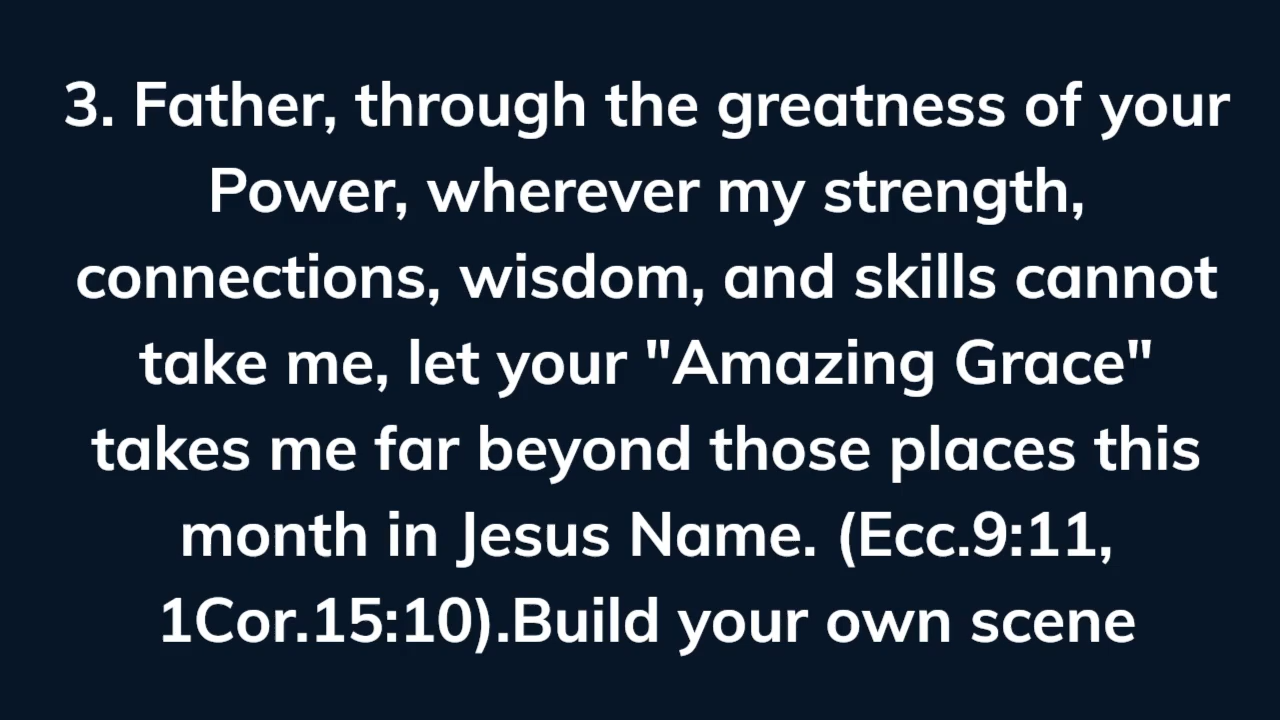 3. Father, through the greatness of your
Power, wherever my strength,
connections, wisdom, and skills cannot
take me, let your "Amazing Grace"
takes me far beyond those places this
month in Jesus Name. (Ecc.9:11,
1Cor.15:10).Build your own scene